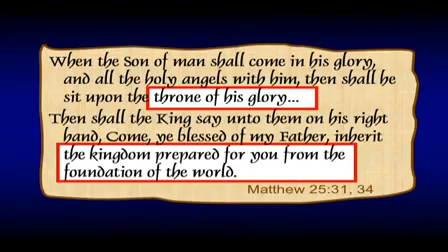 When the Son of man shall come in his glory,
and all the holy angels with him, then shall he
sit upon the throne of his glory...
Then shall the King say unto them on his right
hand, Come, ye blessed of my Father, inherit
the kingdom prepared for you from the
foundation of the world.
Matthew 25:31, 34